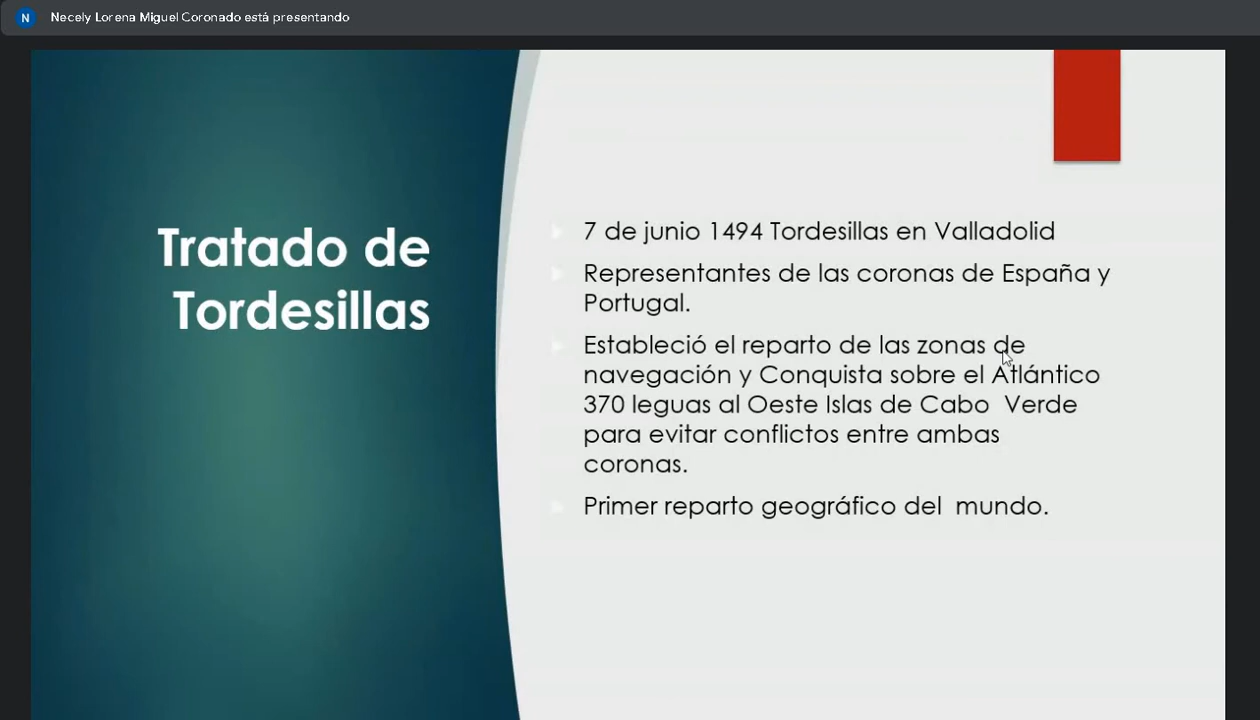 N
Necely Lorena Miguel Coronado está presentando
Tratado de
Tordesillas
7 de junio 1494 Tordesillas en Valladolid
Representantes de las coronas de España y
Portugal.
Estableció el reparto de las zonas de
navegación y Conquista sobre el Atlántico
370 leguas al Oeste Islas de Cabo  Verde
para evitar conflictos entre ambas
coronas.
Primer reparto geográfico del  mundo.